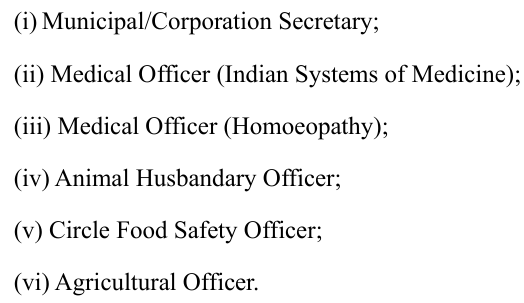 (i) Municipal/Corporation Secretary;
(ii) Medical Officer (Indian Systems of Medicine);
(iii) Medical Officer (Homoeopathy);
(iv) Animal Husbandary Officer;
(v) Circle Food Safety Officer;
(vi) Agricultural Officer.